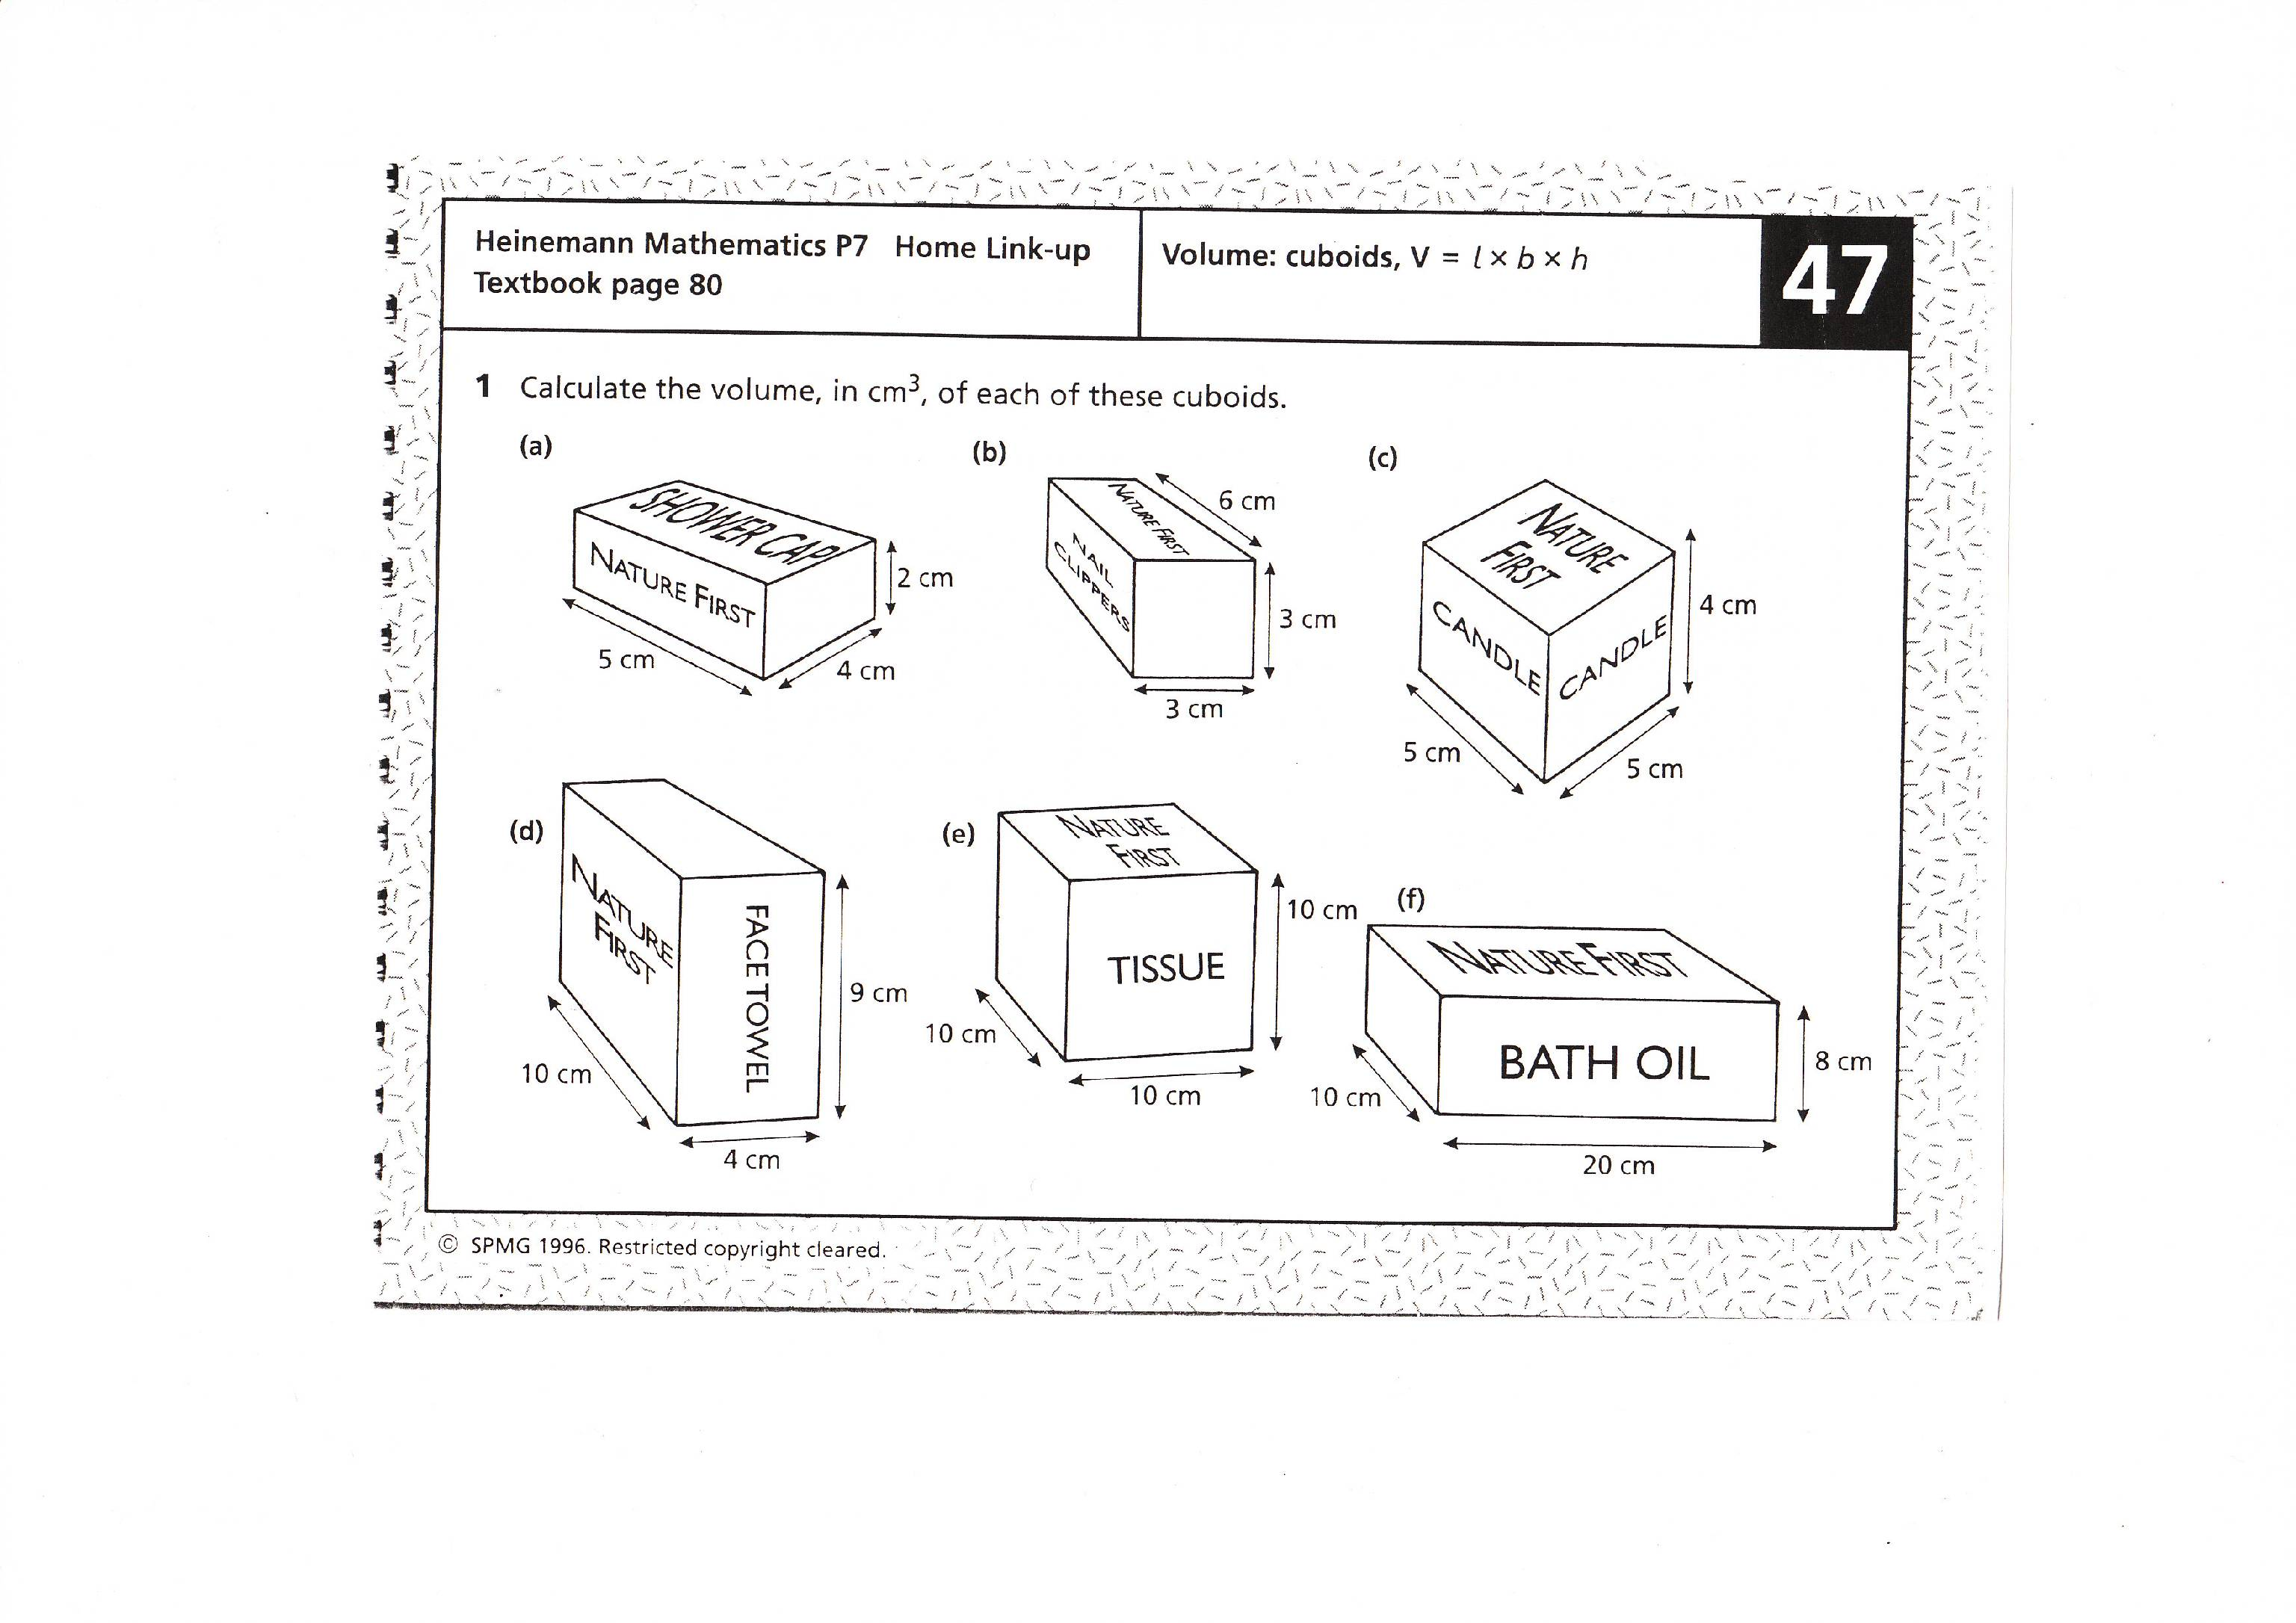 Heinemann Mathematics P7 Home Link-up
Textbook page 80
Volume: cuboids, V = l × b × h
47
1 Calculate the volume, in cm³, of each of these cuboids.
(a)
SHOWER CAP
NATURE FIRST
2 cm
5 cm
4 cm
(b)
NATURE FIRST
NAIL
CLIPPERS
6 cm
3 cm
3 cm
(c)
NATURE
FIRST
CANDLE
CANDLE
4 cm
5 cm
5 cm
(d)
NATURE
FIRST
FACE TOWEL
9 cm
10 cm
4 cm
(e)
NATURE
FIRST
TISSUE
10 cm
10 cm
10 cm
(f)
NATURE FIRST
BATH OIL
8 cm
10 cm
20 cm
© SPMG 1996. Restricted copyright cleared.